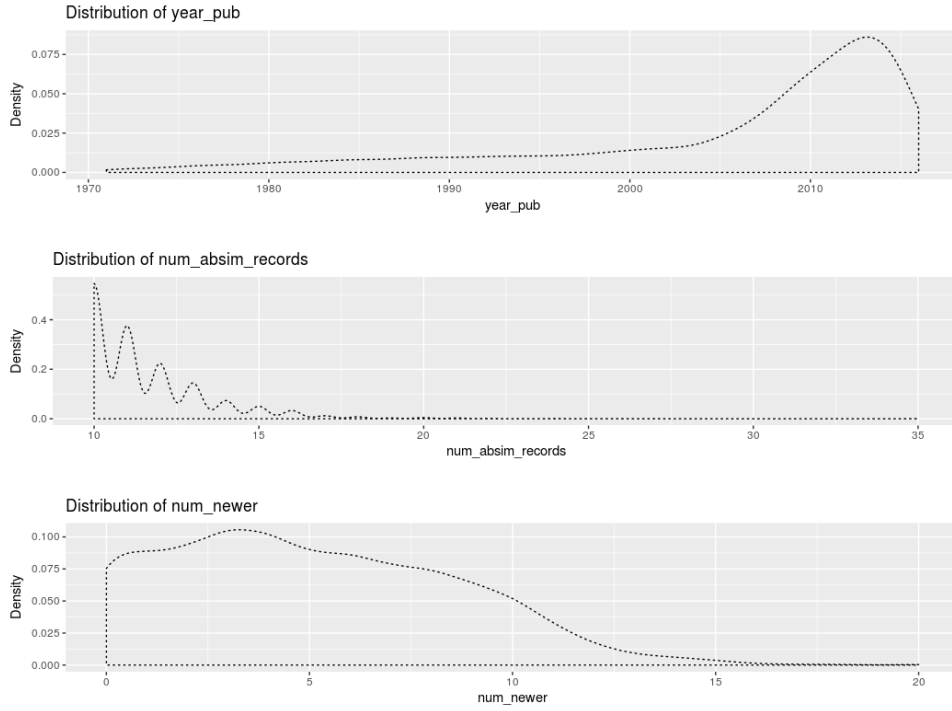 Distribution of year_pub
0.075
0.050
0.025
0.000
Density
1970 1980 1990 2000 2010
year_pub
Distribution of num_absim_records
0.4
0.2
0.0
Density
10 15 20 25 30 35
num_absim_records
Distribution of num_newer
0.100
0.075
0.050
0.025
0.000
Density
0 5 10 15 20
num_newer